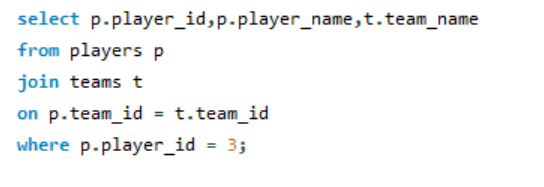 select p.player_id,p.player_name,t.team_name
from players p
join teams t
on p.team_id = t.team_id
where p.player_id = 3;